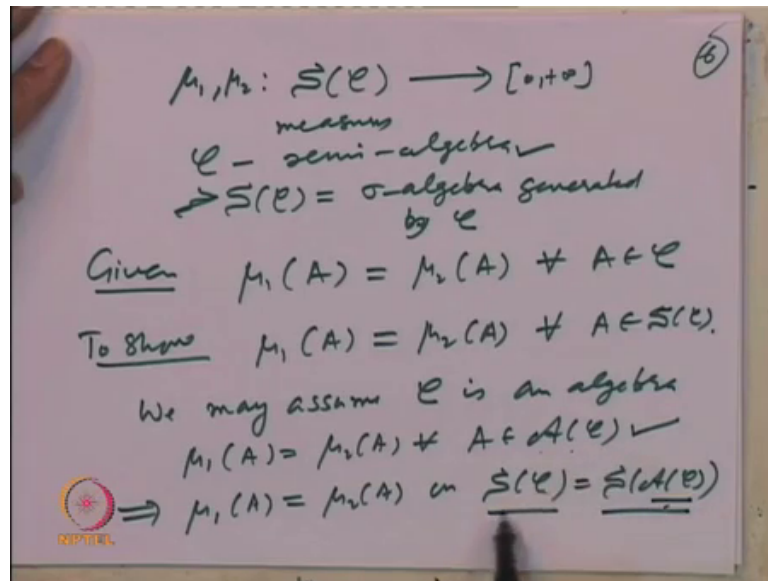 6
μ₁, μ₂ : S(𝒞) ⟶ [0, +∞]
measures
𝒞 – semi-algebra ✓
S(𝒞) = σ-algebra generated
by 𝒞
Given μ₁(A) = μ₂(A) ∀ A ∈ 𝒞
To Show μ₁(A) = μ₂(A) ∀ A ∈ S(𝒞).
We may assume 𝒞 is an algebra
μ₁(A) = μ₂(A) ∀ A ∈ 𝒜(𝒞) ✓
⟹ μ₁(A) = μ₂(A) on S(𝒞) = S(𝒜(𝒞))
NPTEL